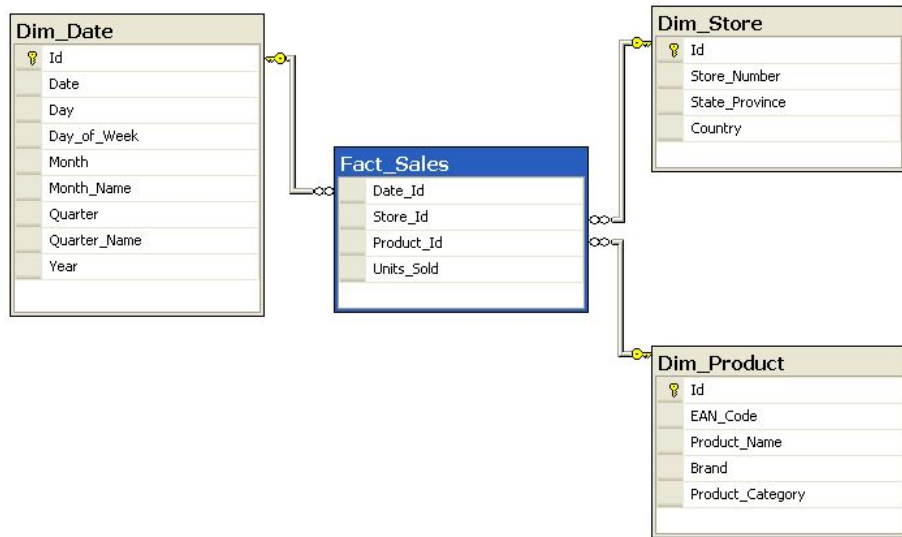 Dim_Date
Id
Date
Day
Day_of_Week
Month
Month_Name
Quarter
Quarter_Name
Year
Fact_Sales
Date_Id
Store_Id
Product_Id
Units_Sold
Dim_Store
Id
Store_Number
State_Province
Country
Dim_Product
Id
EAN_Code
Product_Name
Brand
Product_Category